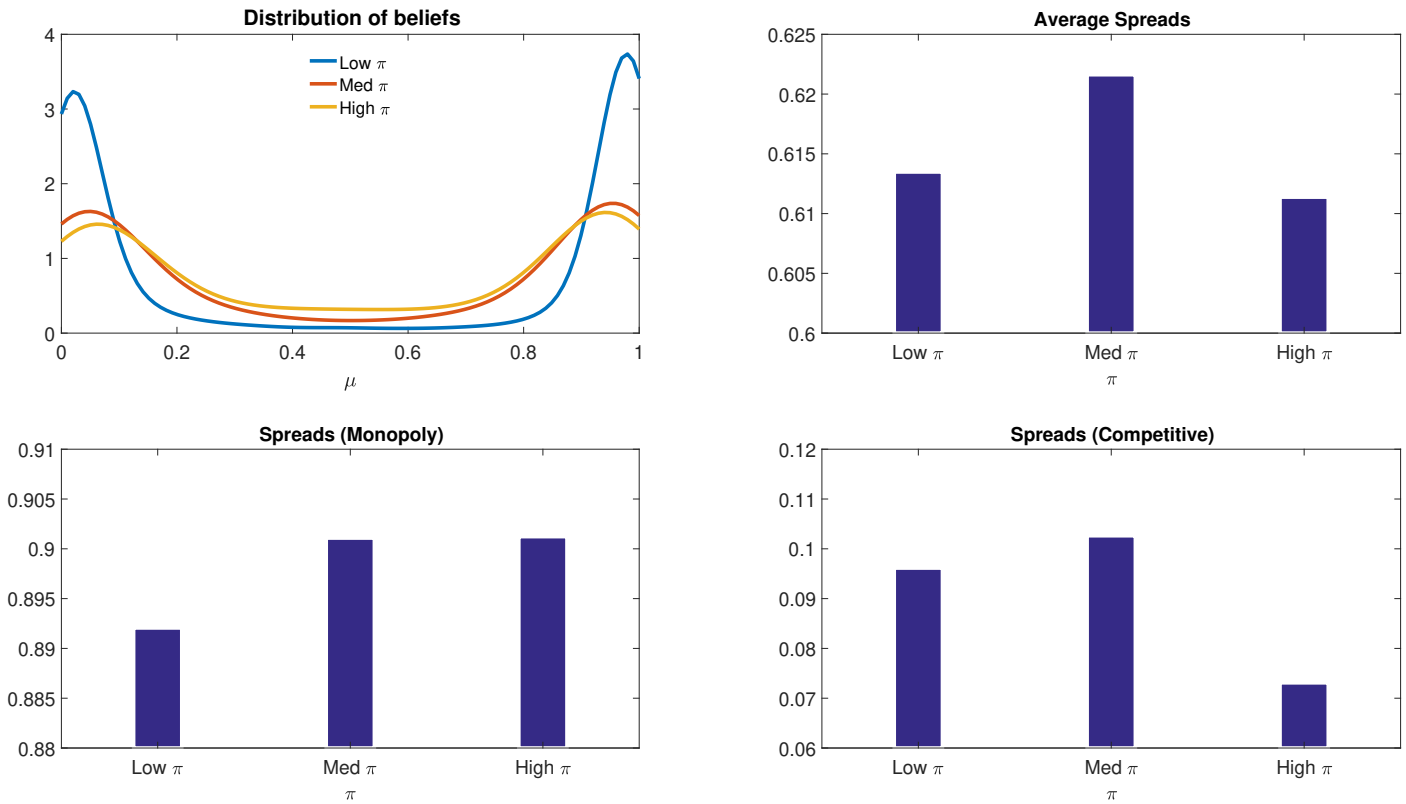 Distribution of beliefs
4
3
2
1
0
Low π
Med π
High π
0 0.2 0.4 0.6 0.8 1
μ
Average Spreads
0.625
0.62
0.615
0.61
0.605
0.6
Low π Med π High π
π
Spreads (Monopoly)
0.91
0.905
0.9
0.895
0.89
0.885
0.88
Low π Med π High π
π
Spreads (Competitive)
0.12
0.11
0.1
0.09
0.08
0.07
0.06
Low π Med π High π
π